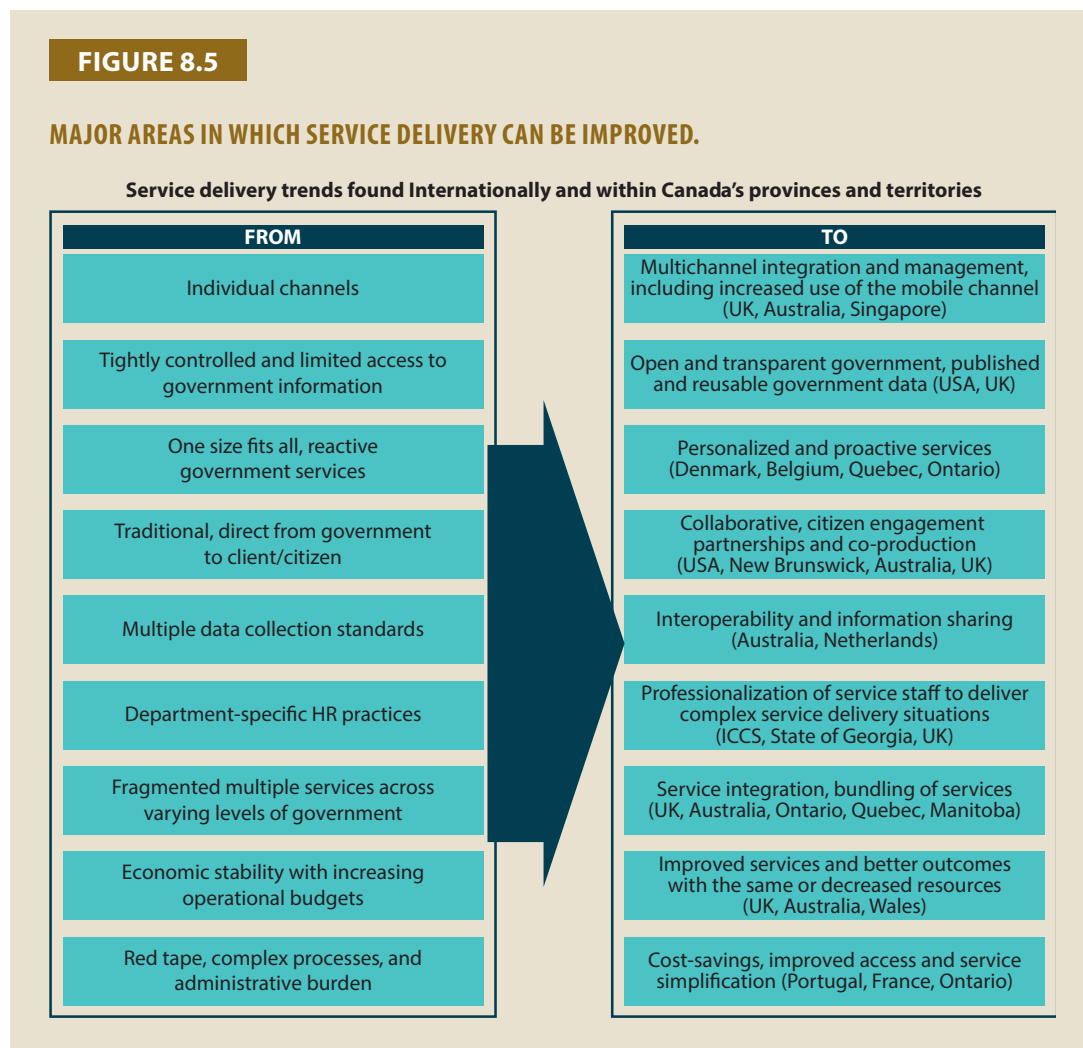 FIGURE 8.5
MAJOR AREAS IN WHICH SERVICE DELIVERY CAN BE IMPROVED.
Service delivery trends found Internationally and within Canada's provinces and territories
FROM
Individual channels
Tightly controlled and limited access to
government information
One size fits all, reactive
government services
Traditional, direct from government
to client/citizen
Multiple data collection standards
Department-specific HR practices
Fragmented multiple services across
varying levels of government
Economic stability with increasing
operational budgets
Red tape, complex processes, and
administrative burden
TO
Multichannel integration and management,
including increased use of the mobile channel
(UK, Australia, Singapore)
Open and transparent government, published
and reusable government data (USA, UK)
Personalized and proactive services
(Denmark, Belgium, Quebec, Ontario)
Collaborative, citizen engagement
partnerships and co-production
(USA, New Brunswick, Australia, UK)
Interoperability and information sharing
(Australia, Netherlands)
Professionalization of service staff to deliver
complex service delivery situations
(ICCS, State of Georgia, UK)
Service integration, bundling of services
(UK, Australia, Ontario, Quebec, Manitoba)
Improved services and better outcomes
with the same or decreased resources
(UK, Australia, Wales)
Cost-savings, improved access and service
simplification (Portugal, France, Ontario)